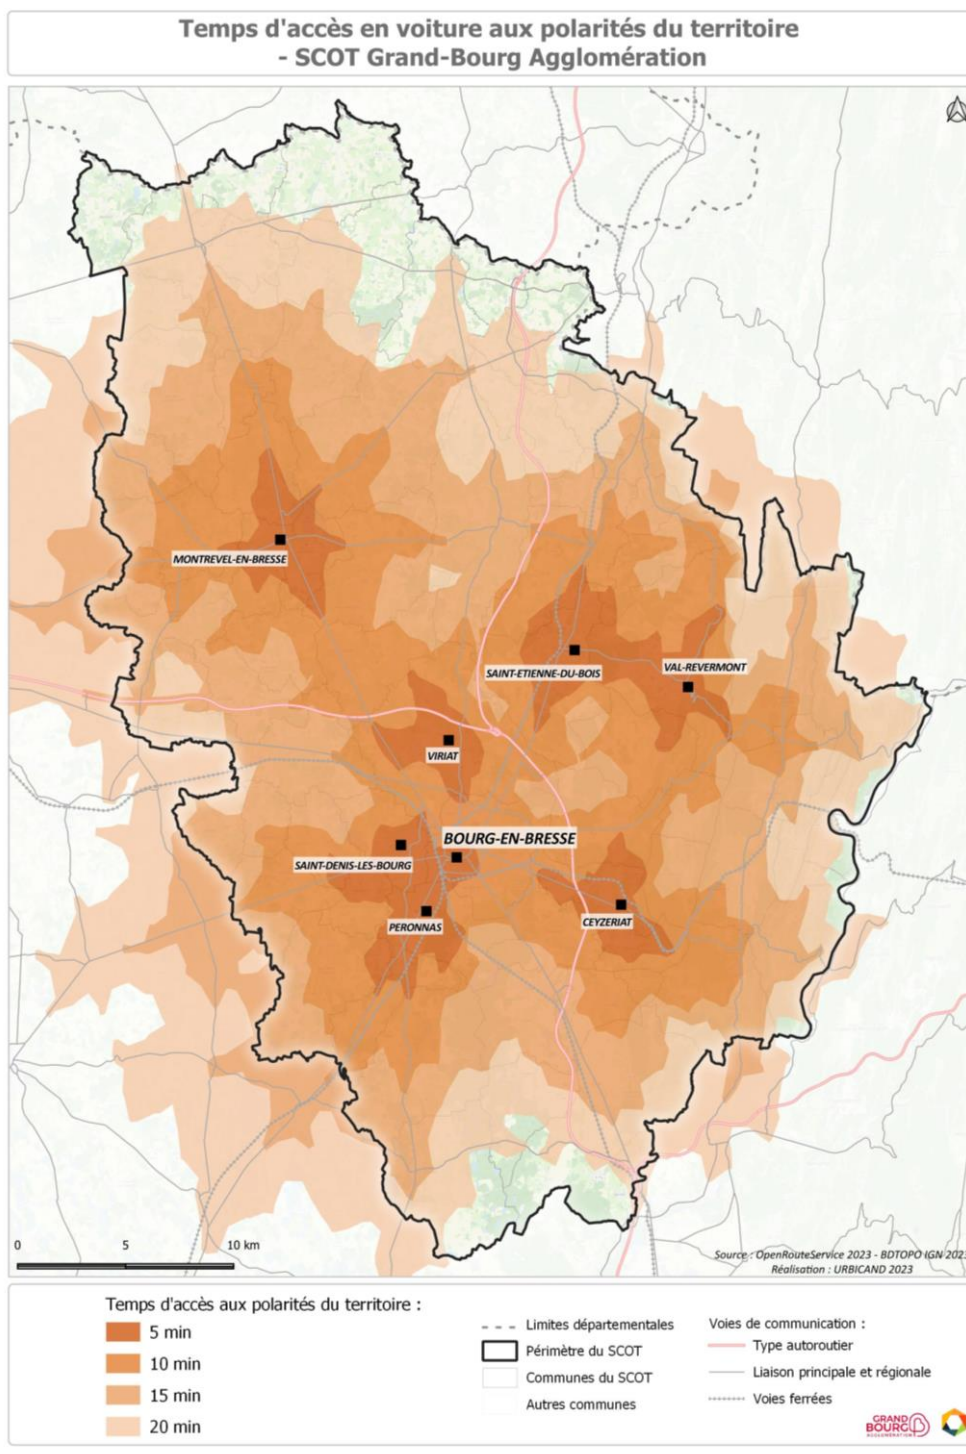 Temps d'accès en voiture aux polarités du territoire
- SCOT Grand-Bourg Agglomération
MONTREVEL-EN-BRESSE
SAINT-ETIENNE-DU-BOIS
VAL-REVERMONT
VIRIAT
BOURG-EN-BRESSE
SAINT-DENIS-LES-BOURG
CEYZERIAT
PERONNAS
0 5 10 km
Source : OpenRouteService 2023 - BDTOPO IGN 202
Réalisation : URBICAND 2023
Temps d'accès aux polarités du territoire :
5 min
10 min
15 min
20 min
Limites départementales
Périmètre du SCOT
Communes du SCOT
Autres communes
Voies de communication :
Type autoroutier
Liaison principale et régionale
Voies ferrées
GRAND
BOURG
AGGLOMÉRATION